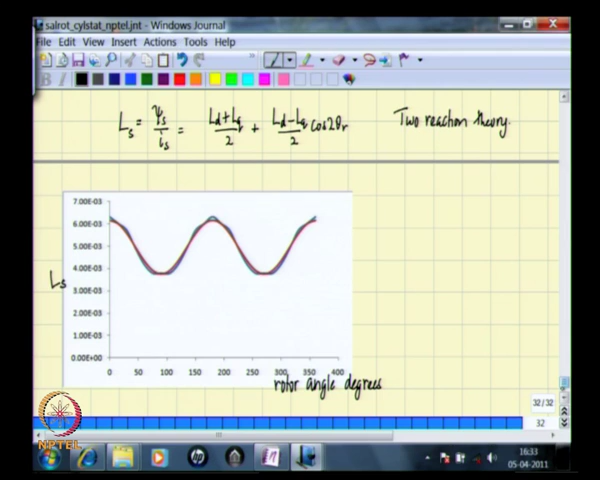 salrot_cylstat_nptel.jnt - Windows Journal
File Edit View Insert Actions Tools Help
B I
Ls = ψs/is = (Ld+Lq)/2 + (Ld-Lq)/2 cos2θr Two reaction theory.
7.00E-03
6.00E-03
5.00E-03
4.00E-03
3.00E-03
2.00E-03
1.00E-03
0.00E+00
Ls
0 50 100 150 200 250 300 350 400
rotor angle degrees
NPTEL
32/32
32
16:33
05-04-2011